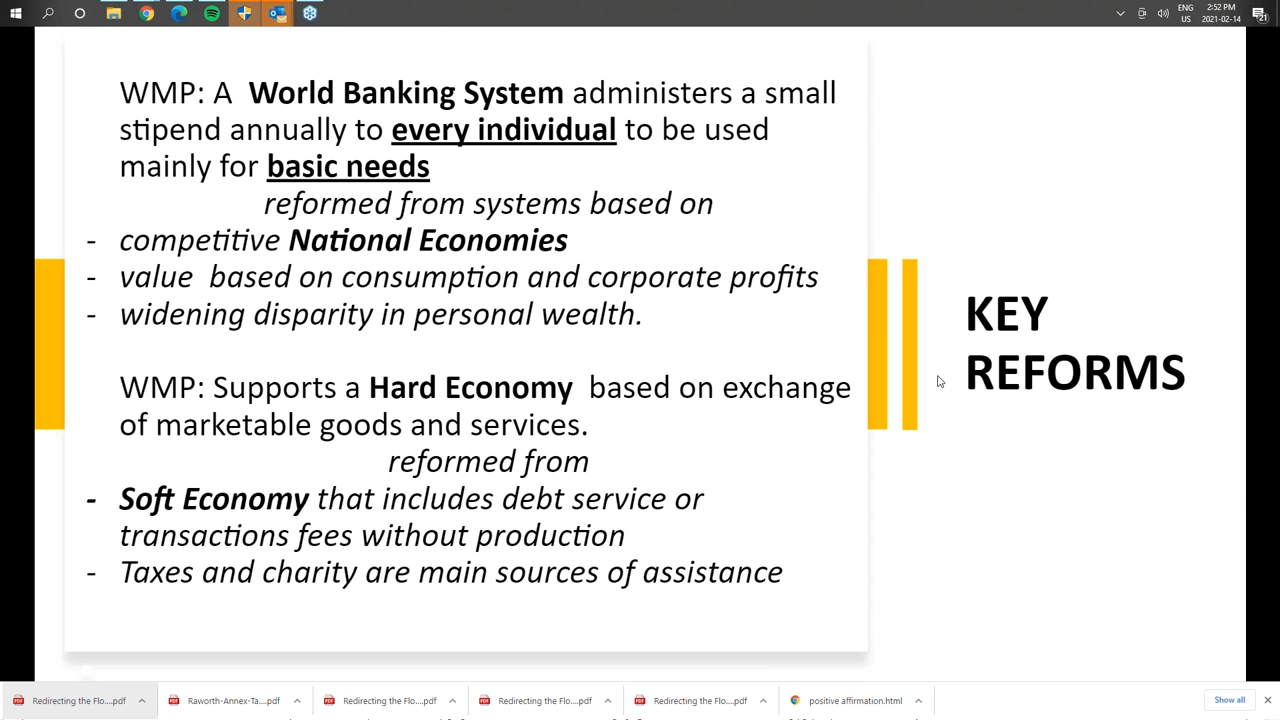 ENG
US
2:52 PM
2021-02-14
21
WMP: A World Banking System administers a small
stipend annually to every individual to be used
mainly for basic needs
reformed from systems based on
- competitive National Economies
- value based on consumption and corporate profits
- widening disparity in personal wealth.
WMP: Supports a Hard Economy based on exchange
of marketable goods and services.
reformed from
- Soft Economy that includes debt service or
transactions fees without production
- Taxes and charity are main sources of assistance
KEY
REFORMS
Redirecting the Flo....pdf
Raworth-Annex-Ta....pdf
Redirecting the Flo....pdf
Redirecting the Flo....pdf
Redirecting the Flo....pdf
positive affirmation.html
Show all